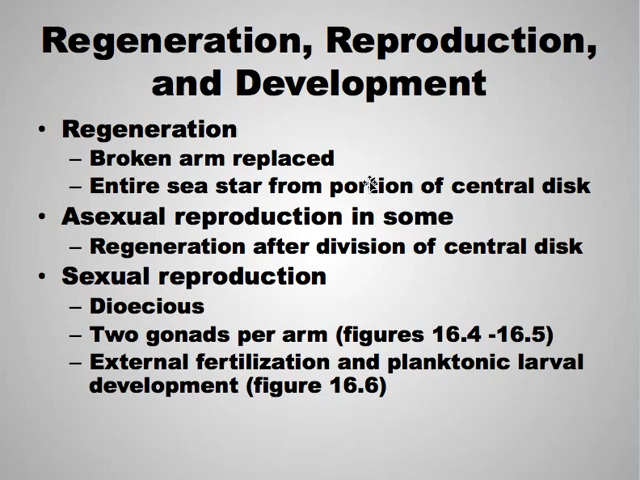 Regeneration, Reproduction,
and Development
• Regeneration
– Broken arm replaced
– Entire sea star from portion of central disk
• Asexual reproduction in some
– Regeneration after division of central disk
• Sexual reproduction
– Dioecious
– Two gonads per arm (figures 16.4 -16.5)
– External fertilization and planktonic larval
development (figure 16.6)